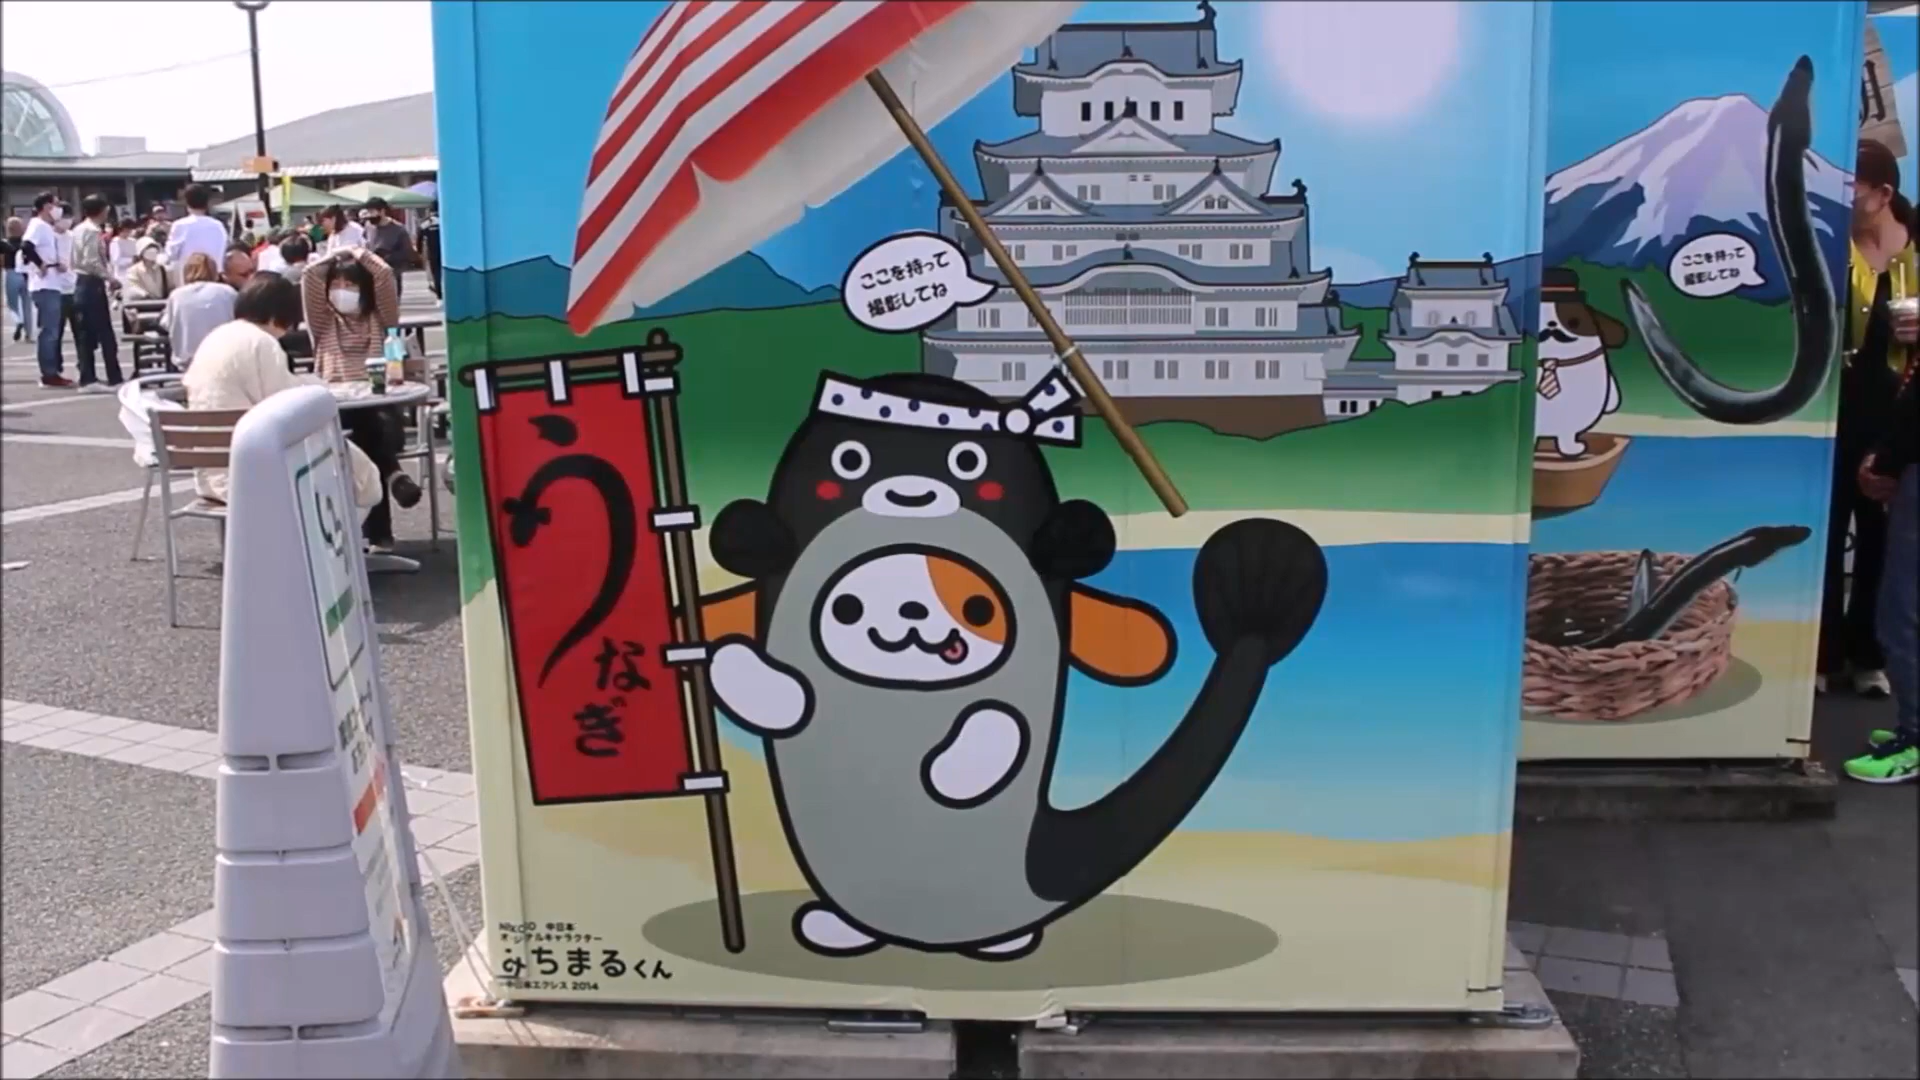 ここを持って
撮影してね
ここを持って
撮影してね
うなぎ
NEXCO 中日本
オリジナルキャラクター
みちまるくん
中日本エクシス 2014